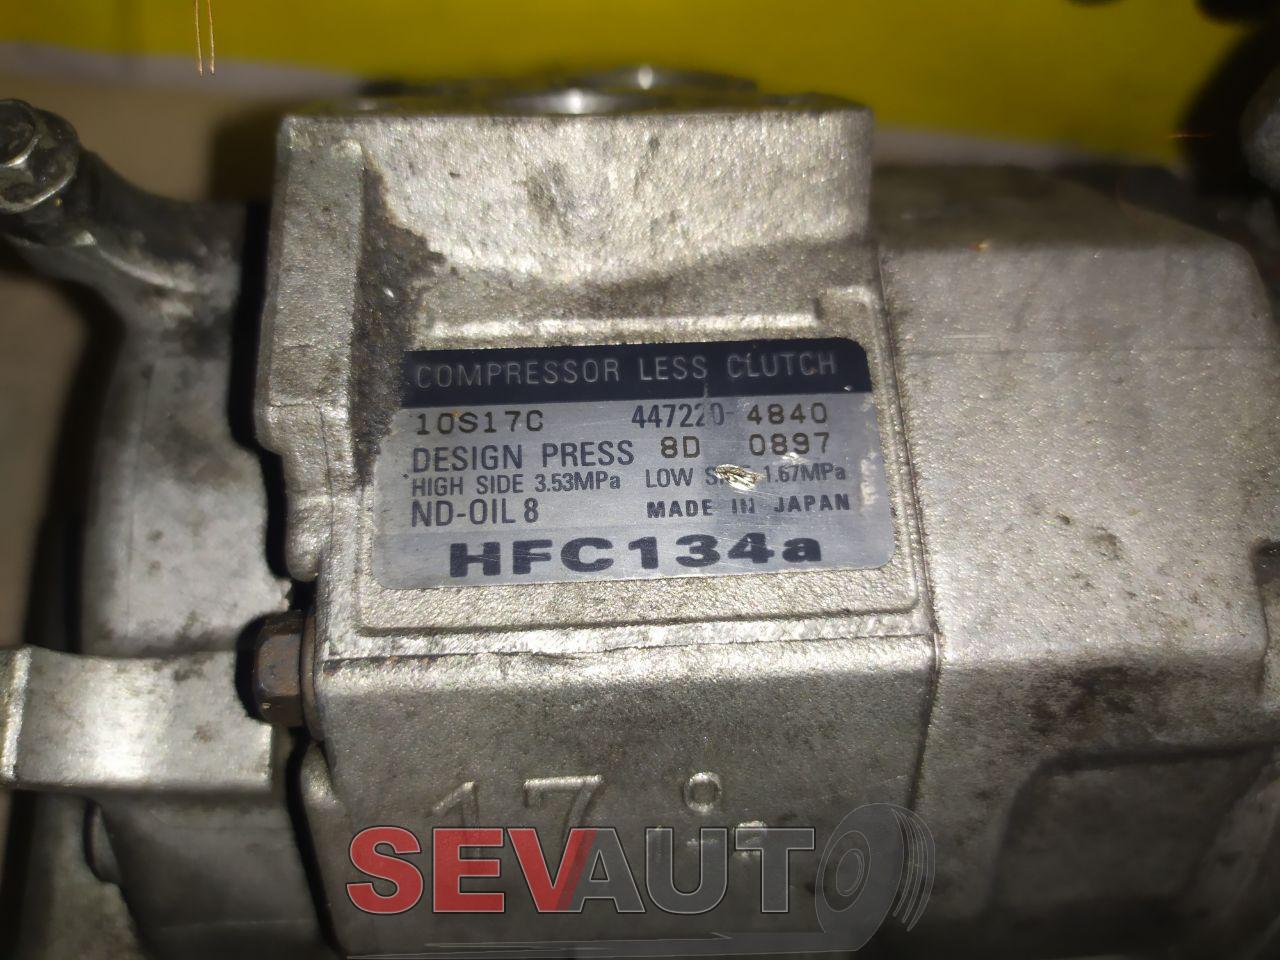 COMPRESSOR LESS CLUTCH
10S17C 447220-4840
DESIGN PRESS 8D 0897
HIGH SIDE 3.53MPa LOW SIDE 1.67MPa
ND-OIL 8 MADE IN JAPAN
HFC134a
17
SEVAUTO